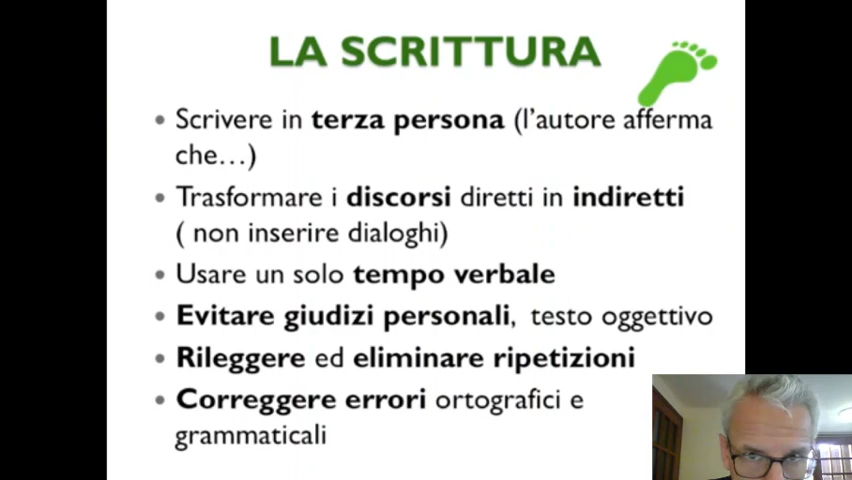 LA SCRITTURA
• Scrivere in terza persona (l'autore afferma
che…)
• Trasformare i discorsi diretti in indiretti
( non inserire dialoghi)
• Usare un solo tempo verbale
• Evitare giudizi personali, testo oggettivo
• Rileggere ed eliminare ripetizioni
• Correggere errori ortografici e
grammaticali